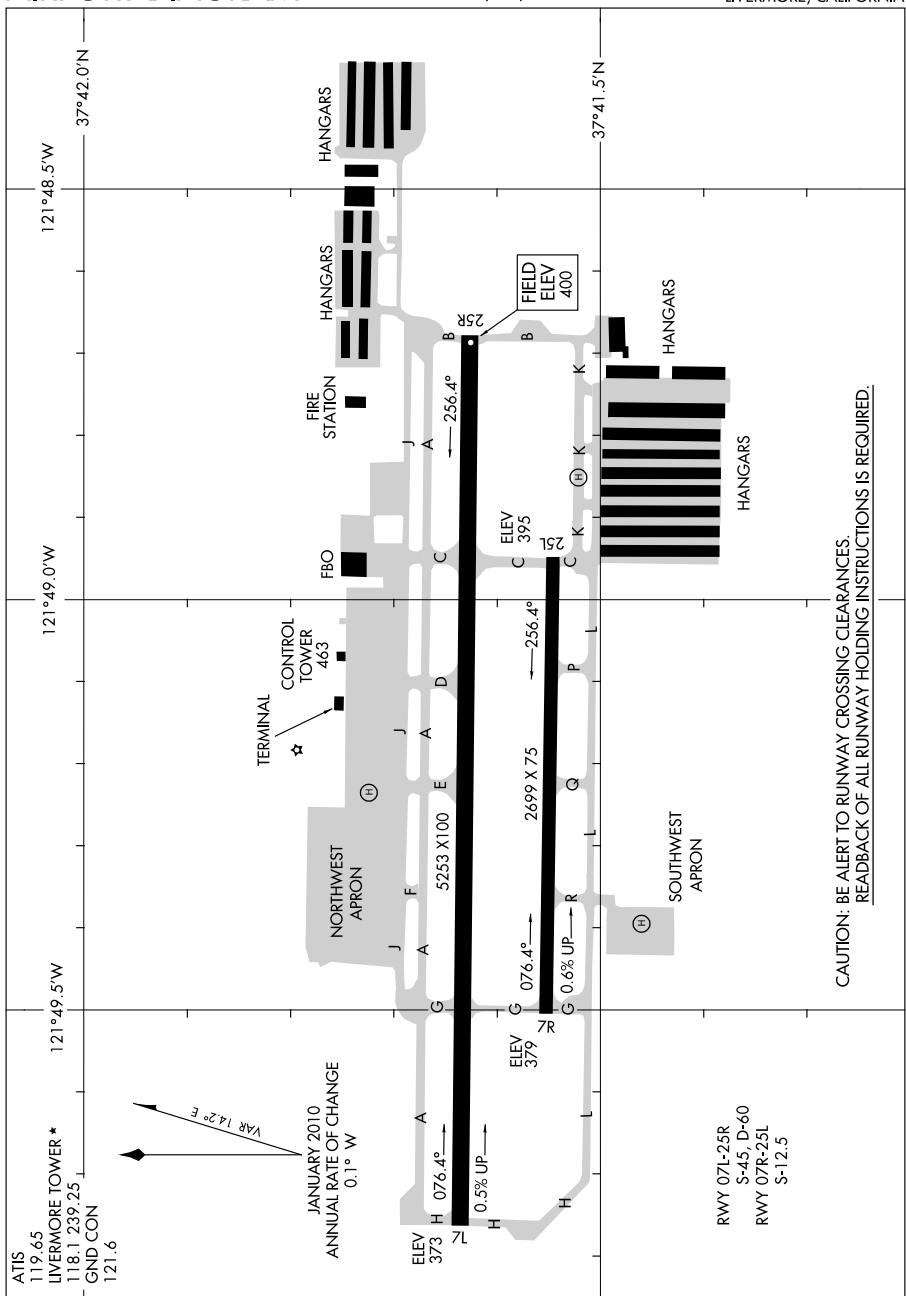 LIVERMORE, CALIFORNIA
ATIS
119.65
LIVERMORE TOWER ★
118.1 239.25
GND CON
121.6
VAR 14.2° E
JANUARY 2010
ANNUAL RATE OF CHANGE
0.1° W
121°49.5'W
121°49.0'W
121°48.5'W
37°42.0'N
37°41.5'N
HANGARS
HANGARS
FIRE
STATION
FBO
CONTROL
TOWER
463
TERMINAL
H
NORTHWEST
APRON
J
J
J
F
A
A
A
A
H
G
E
D
C
B
ELEV
373
7L
076.4°
0.5% UP
5253 X100
256.4°
25R
FIELD
ELEV
400
H
H
G
C
B
ELEV
379
7R
076.4°
0.6% UP
2699 X 75
256.4°
25L
ELEV
395
G
R
Q
P
C
K
K
K
H
L
L
L
SOUTHWEST
APRON
H
HANGARS
HANGARS
RWY 07L-25R
S-45, D-60
RWY 07R-25L
S-12.5
CAUTION: BE ALERT TO RUNWAY CROSSING CLEARANCES.
READBACK OF ALL RUNWAY HOLDING INSTRUCTIONS IS REQUIRED.